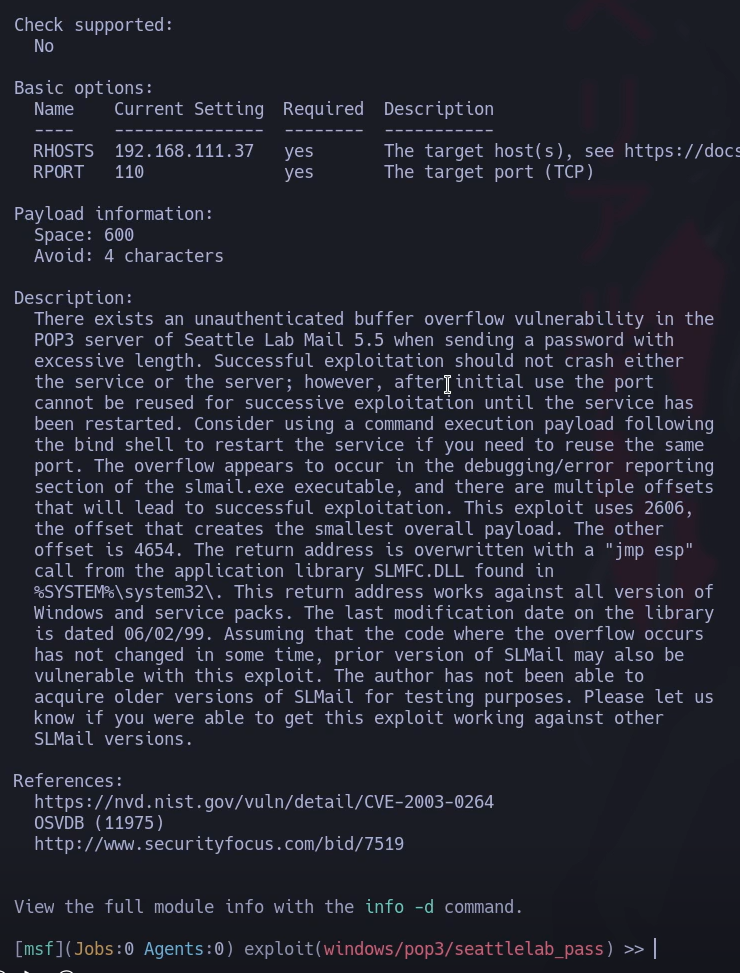 Check supported:
No
Basic options:
Name Current Setting Required Description
---- --------------- -------- -----------
RHOSTS 192.168.111.37 yes The target host(s), see https://docs
RPORT 110 yes The target port (TCP)
Payload information:
Space: 600
Avoid: 4 characters
Description:
There exists an unauthenticated buffer overflow vulnerability in the
POP3 server of Seattle Lab Mail 5.5 when sending a password with
excessive length. Successful exploitation should not crash either
the service or the server; however, after initial use the port
cannot be reused for successive exploitation until the service has
been restarted. Consider using a command execution payload following
the bind shell to restart the service if you need to reuse the same
port. The overflow appears to occur in the debugging/error reporting
section of the slmail.exe executable, and there are multiple offsets
that will lead to successful exploitation. This exploit uses 2606,
the offset that creates the smallest overall payload. The other
offset is 4654. The return address is overwritten with a "jmp esp"
call from the application library SLMFC.DLL found in
%SYSTEM%\system32\. This return address works against all version of
Windows and service packs. The last modification date on the library
is dated 06/02/99. Assuming that the code where the overflow occurs
has not changed in some time, prior version of SLMail may also be
vulnerable with this exploit. The author has not been able to
acquire older versions of SLMail for testing purposes. Please let us
know if you were able to get this exploit working against other
SLMail versions.
References:
https://nvd.nist.gov/vuln/detail/CVE-2003-0264
OSVDB (11975)
http://www.securityfocus.com/bid/7519
View the full module info with the info -d command.
[msf](Jobs:0 Agents:0) exploit(windows/pop3/seattlelab_pass) >>